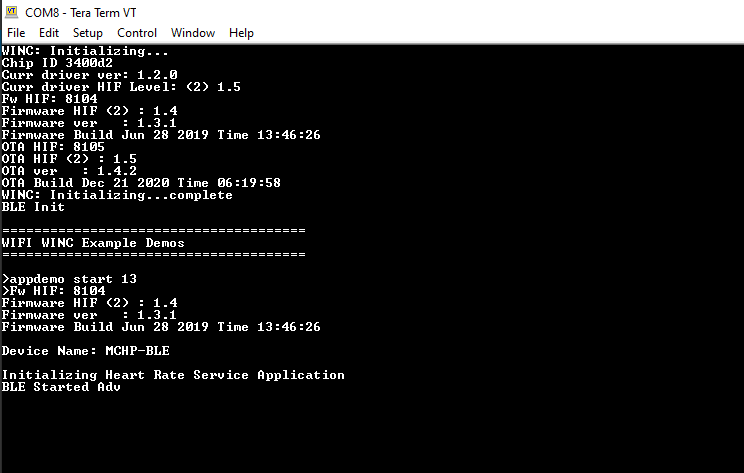 COM8 - Tera Term VT
File Edit Setup Control Window Help
WINC: Initializing...
Chip ID 3400d2
Curr driver ver: 1.2.0
Curr driver HIF Level: (2) 1.5
Fw HIF: 8104
Firmware HIF (2) : 1.4
Firmware ver   : 1.3.1
Firmware Build Jun 28 2019 Time 13:46:26
OTA HIF: 8105
OTA HIF (2) : 1.5
OTA ver   : 1.4.2
OTA Build Dec 21 2020 Time 06:19:58
WINC: Initializing...complete
BLE Init
======================================
WIFI WINC Example Demos
======================================
>appdemo start 13
>Fw HIF: 8104
Firmware HIF (2) : 1.4
Firmware ver   : 1.3.1
Firmware Build Jun 28 2019 Time 13:46:26
Device Name: MCHP-BLE
Initializing Heart Rate Service Application
BLE Started Adv